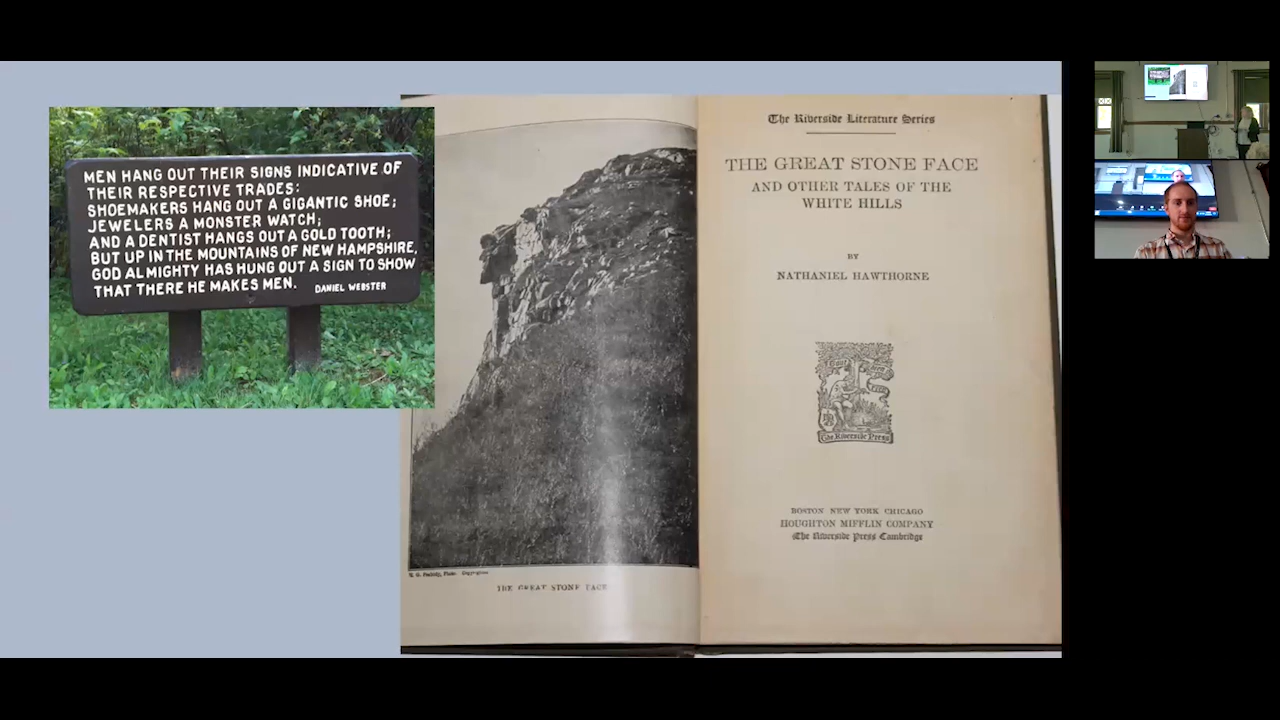 MEN HANG OUT THEIR SIGNS INDICATIVE OF
THEIR RESPECTIVE TRADES:
SHOEMAKERS HANG OUT A GIGANTIC SHOE;
JEWELERS A MONSTER WATCH;
AND A DENTIST HANGS OUT A GOLD TOOTH;
BUT UP IN THE MOUNTAINS OF NEW HAMPSHIRE,
GOD ALMIGHTY HAS HUNG OUT A SIGN TO SHOW
THAT THERE HE MAKES MEN. DANIEL WEBSTER
THE GREAT STONE FACE
The Riverside Literature Series
THE GREAT STONE FACE
AND OTHER TALES OF THE
WHITE HILLS
BY
NATHANIEL HAWTHORNE
The Riverside Press
BOSTON NEW YORK CHICAGO
HOUGHTON MIFFLIN COMPANY
The Riverside Press Cambridge